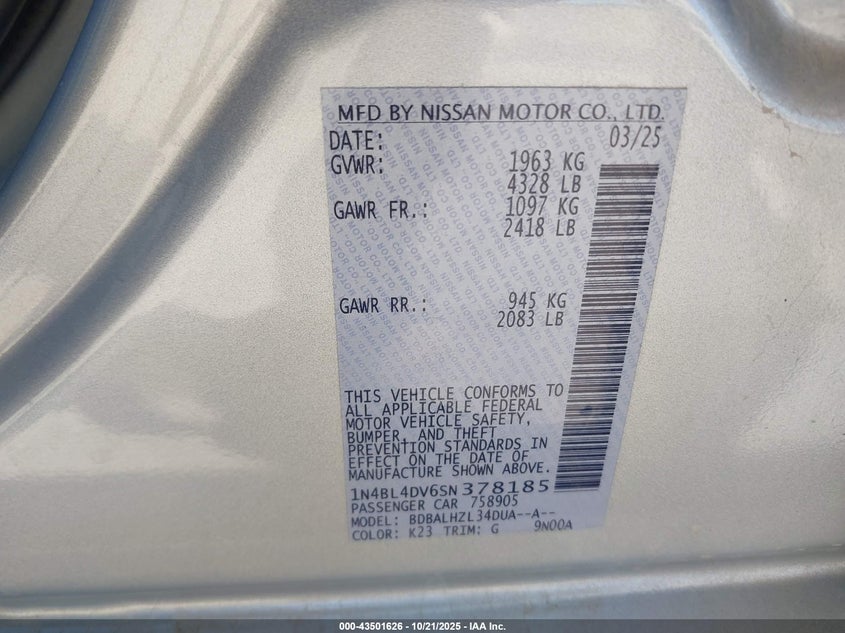 MFD BY NISSAN MOTOR CO., LTD.
DATE: 03/25
GVWR: 1963 KG
4328 LB
GAWR FR.: 1097 KG
2418 LB
GAWR RR.: 945 KG
2083 LB
THIS VEHICLE CONFORMS TO
ALL APPLICABLE FEDERAL
MOTOR VEHICLE SAFETY,
BUMPER, AND THEFT
PREVENTION STANDARDS IN
EFFECT ON THE DATE OF
MANUFACTURE SHOWN ABOVE.
1N4BL4DV6SN378185
PASSENGER CAR 758905
MODEL: BDBALHZL34DUA--A--
COLOR: K23 TRIM: G 9N00A
000-43501626 - 10/21/2025 - IAA Inc.